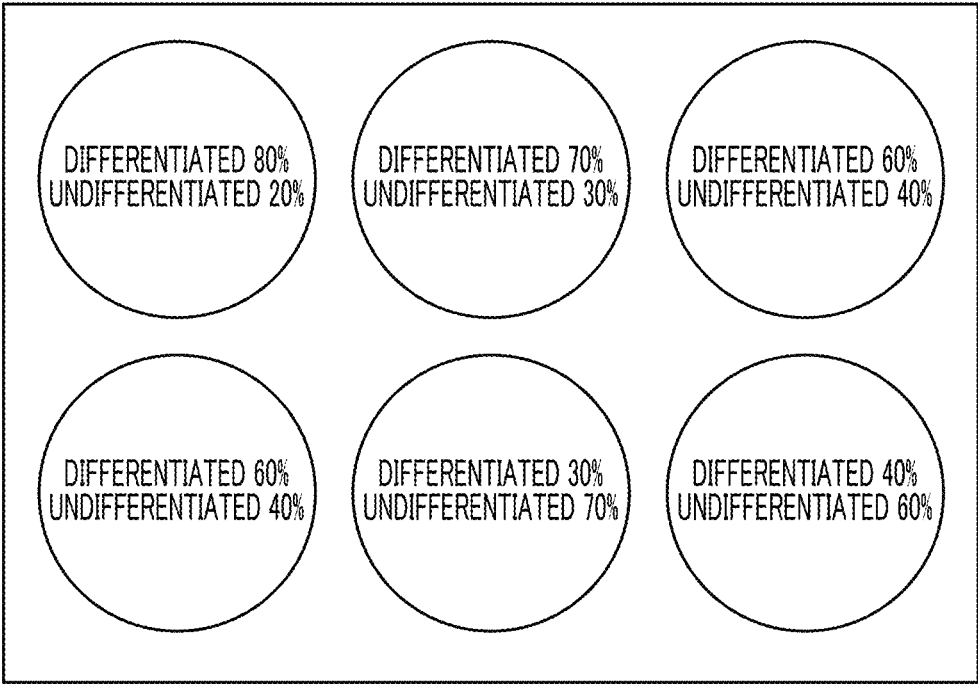 DIFFERENTIATED 80%
UNDIFFERENTIATED 20%
DIFFERENTIATED 70%
UNDIFFERENTIATED 30%
DIFFERENTIATED 60%
UNDIFFERENTIATED 40%
DIFFERENTIATED 60%
UNDIFFERENTIATED 40%
DIFFERENTIATED 30%
UNDIFFERENTIATED 70%
DIFFERENTIATED 40%
UNDIFFERENTIATED 60%